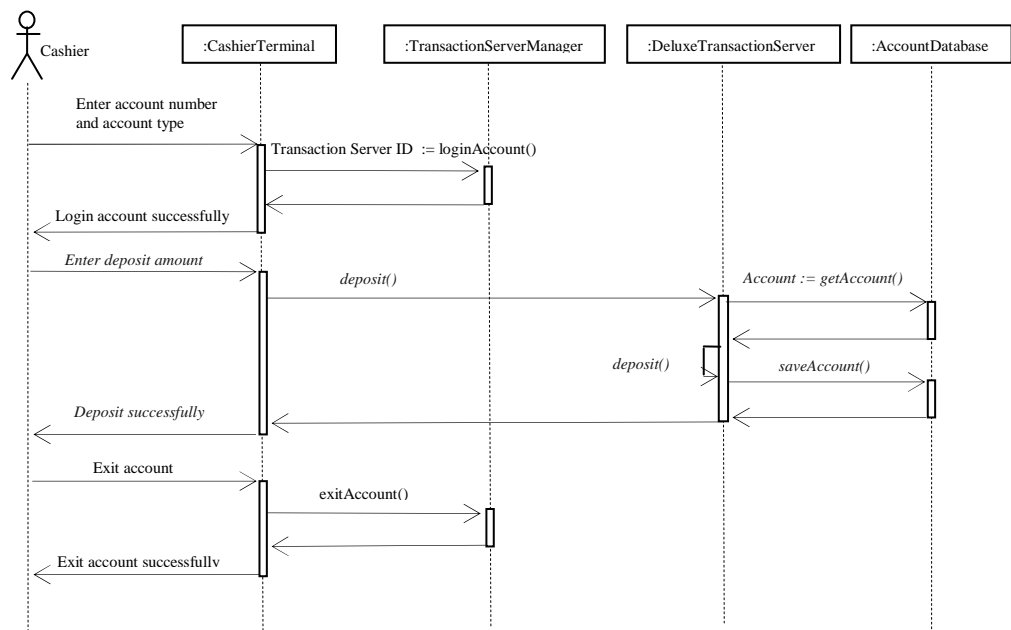 Cashier
:CashierTerminal
:TransactionServerManager
:DeluxeTransactionServer
:AccountDatabase
Enter account number
and account type
Transaction Server ID := loginAccount()
Login account successfully
Enter deposit amount
deposit()
Account := getAccount()
deposit()
saveAccount()
Deposit successfully
Exit account
exitAccount()
Exit account successfully